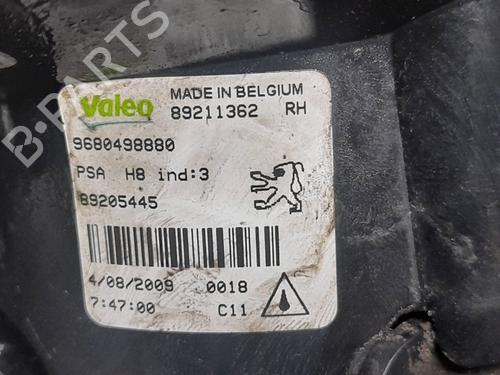 B-PARTS
Valeo
MADE IN BELGIUM
89211362 RH
9680498880
PSA H8 ind:3
89205445
4/08/2009 0018
7:47:00 C11